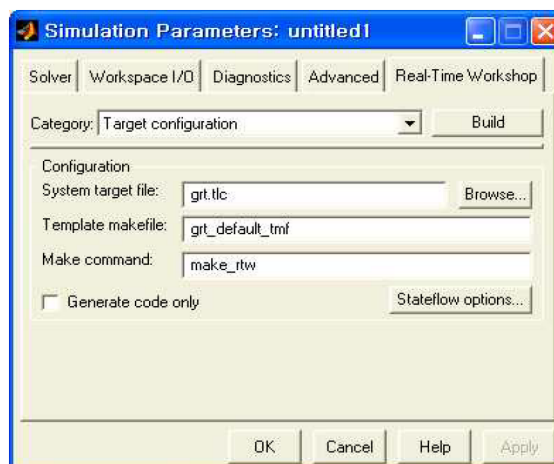 Simulation Parameters: untitled1
Solver Workspace I/O Diagnostics Advanced Real-Time Workshop
Category: Target configuration Build
Configuration
System target file: grt.tlc Browse...
Template makefile: grt_default_tmf
Make command: make_rtw
Generate code only Stateflow options...
OK Cancel Help Apply